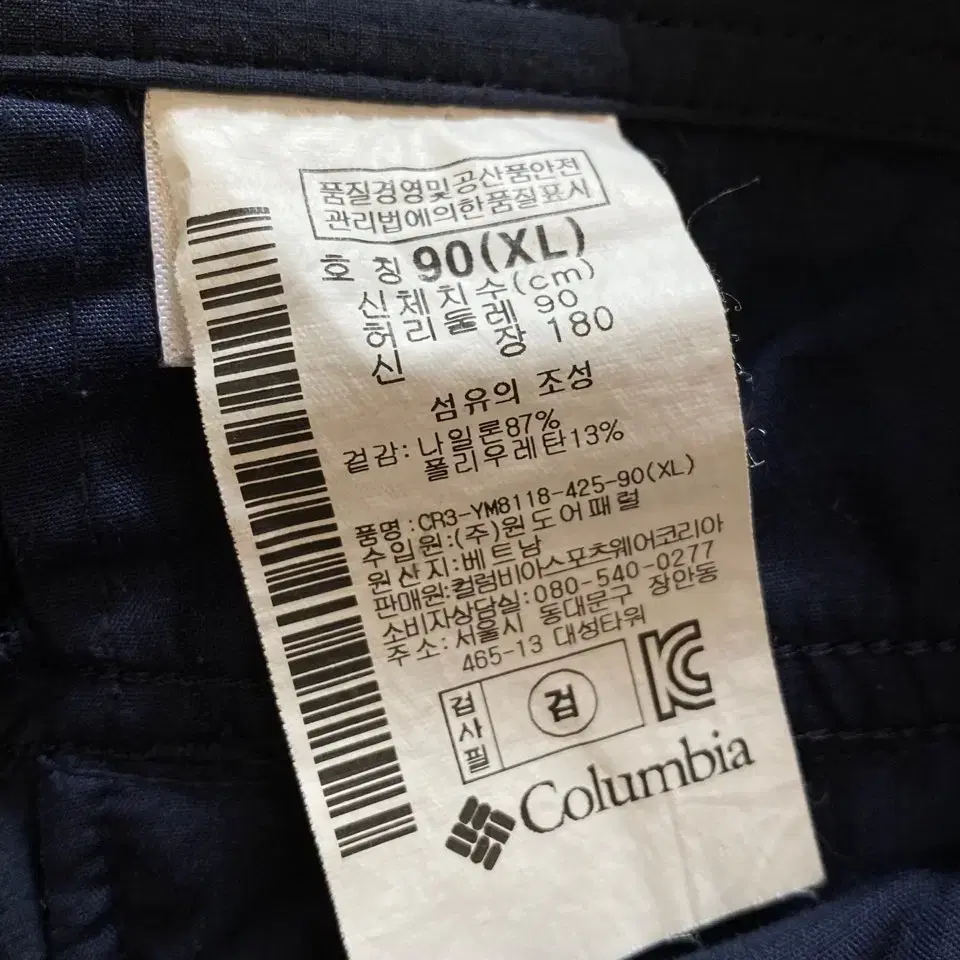 품질경영및공산품안전
관리법에의한품질표시
호 칭 90(XL)
신체치수(cm)
허리둘레 90
신 장 180
섬유의 조성
겉감:나일론87%
폴리우레탄13%
품명:CR3-YM8118-425-90(XL)
수입원:(주)원도어패럴
원산지:베트남
판매원:컬럼비아스포츠웨어코리아
소비자상담실:080-540-0277
주소:서울시 동대문구 장안동
465-13 대성타워
검사필
검
Columbia